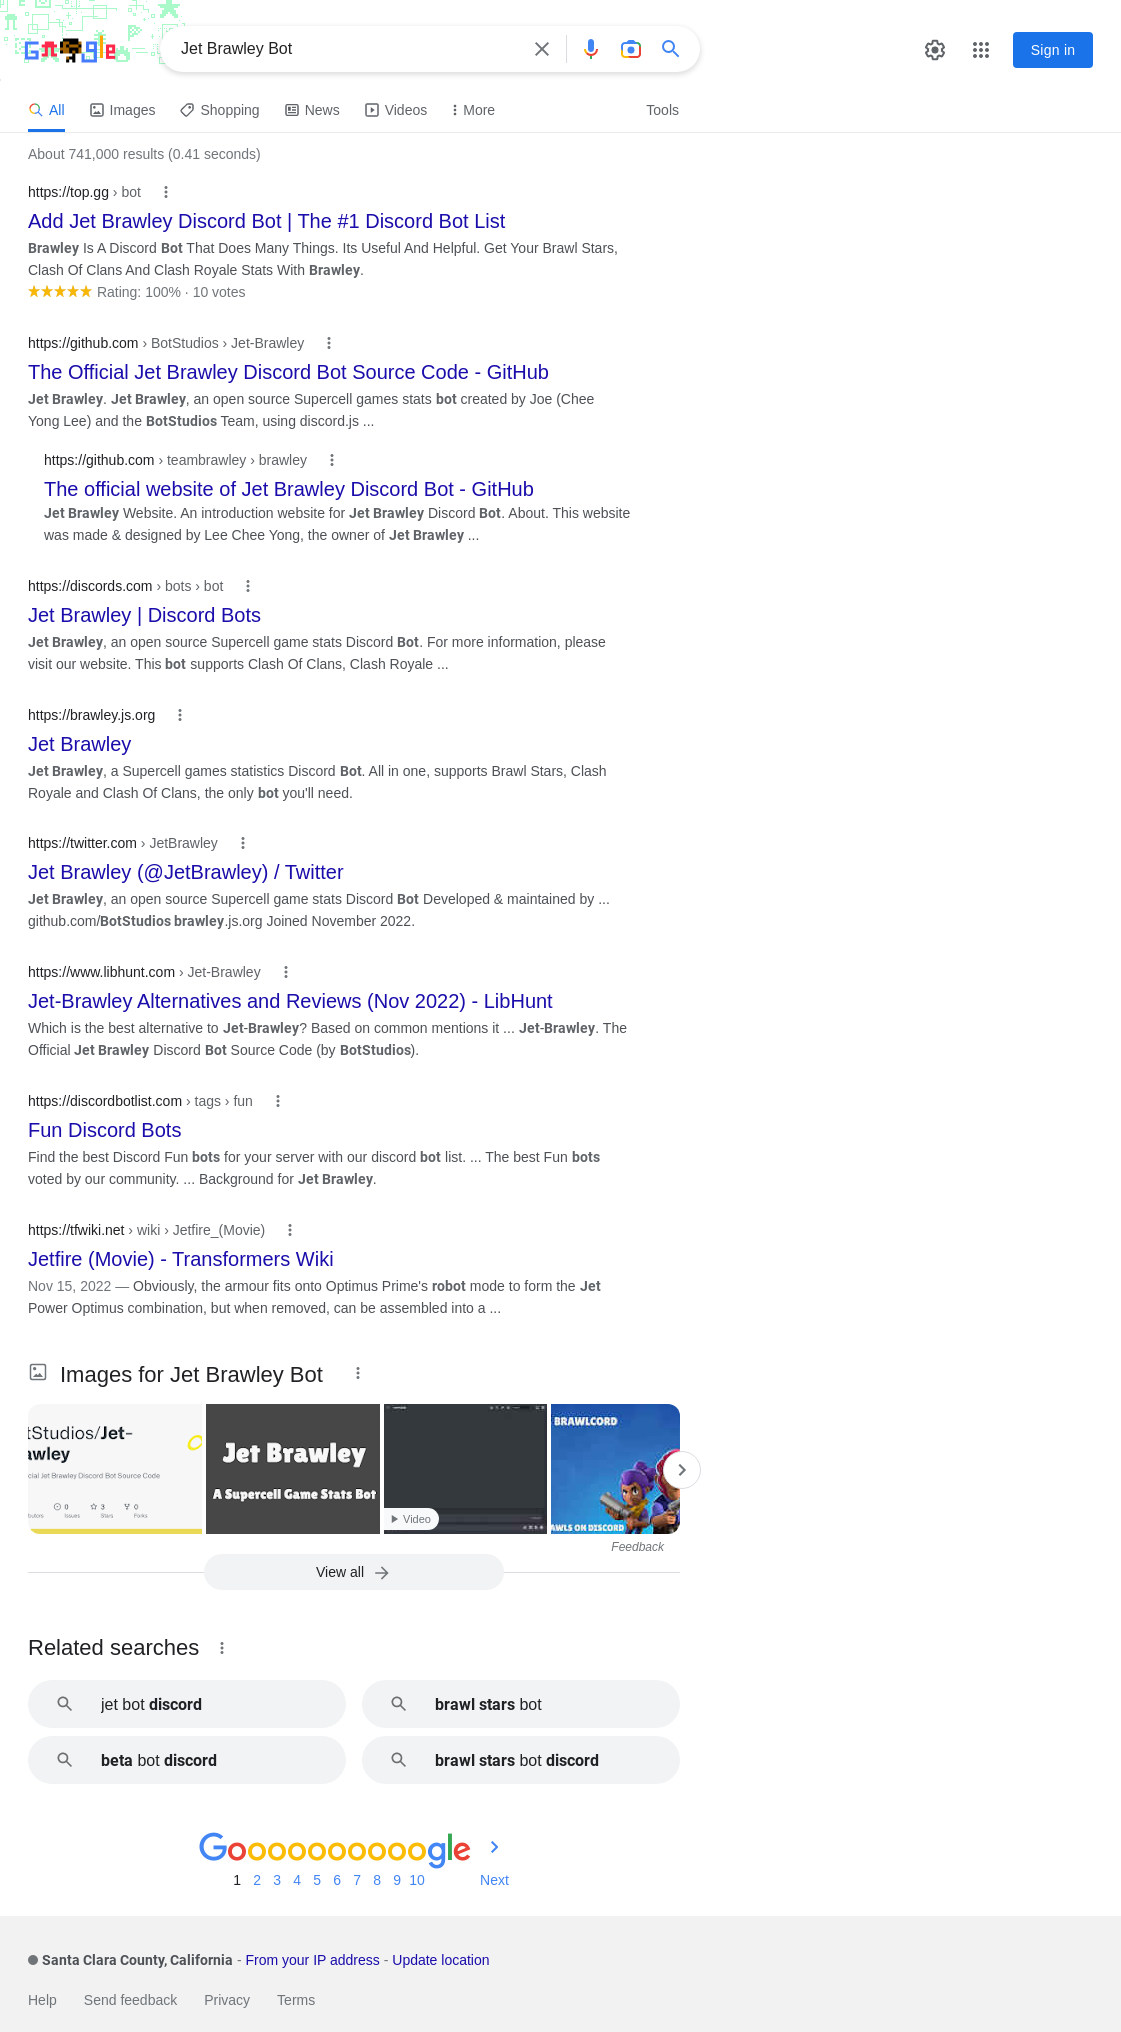 Google
Jet Brawley Bot
Sign in
All Images Shopping News Videos More Tools
About 741,000 results (0.41 seconds)
https://top.gg › bot
Add Jet Brawley Discord Bot | The #1 Discord Bot List
Brawley Is A Discord Bot That Does Many Things. Its Useful And Helpful. Get Your Brawl Stars,
Clash Of Clans And Clash Royale Stats With Brawley.
Rating: 100% · 10 votes
https://github.com › BotStudios › Jet-Brawley
The Official Jet Brawley Discord Bot Source Code - GitHub
Jet Brawley. Jet Brawley, an open source Supercell games stats bot created by Joe (Chee
Yong Lee) and the BotStudios Team, using discord.js ...
https://github.com › teambrawley › brawley
The official website of Jet Brawley Discord Bot - GitHub
Jet Brawley Website. An introduction website for Jet Brawley Discord Bot. About. This website
was made & designed by Lee Chee Yong, the owner of Jet Brawley ...
https://discords.com › bots › bot
Jet Brawley | Discord Bots
Jet Brawley, an open source Supercell game stats Discord Bot. For more information, please
visit our website. This bot supports Clash Of Clans, Clash Royale ...
https://brawley.js.org
Jet Brawley
Jet Brawley, a Supercell games statistics Discord Bot. All in one, supports Brawl Stars, Clash
Royale and Clash Of Clans, the only bot you'll need.
https://twitter.com › JetBrawley
Jet Brawley (@JetBrawley) / Twitter
Jet Brawley, an open source Supercell game stats Discord Bot Developed & maintained by ...
github.com/BotStudios brawley.js.org Joined November 2022.
https://www.libhunt.com › Jet-Brawley
Jet-Brawley Alternatives and Reviews (Nov 2022) - LibHunt
Which is the best alternative to Jet-Brawley? Based on common mentions it ... Jet-Brawley. The
Official Jet Brawley Discord Bot Source Code (by BotStudios).
https://discordbotlist.com › tags › fun
Fun Discord Bots
Find the best Discord Fun bots for your server with our discord bot list. ... The best Fun bots
voted by our community. ... Background for Jet Brawley.
https://tfwiki.net › wiki › Jetfire_(Movie)
Jetfire (Movie) - Transformers Wiki
Nov 15, 2022 — Obviously, the armour fits onto Optimus Prime's robot mode to form the Jet
Power Optimus combination, but when removed, can be assembled into a ...
Images for Jet Brawley Bot
tStudios/Jet-
awley
cial Jet Brawley Discord Bot Source Code
0 3 0
butors Issues Stars Forks
Jet Brawley
A Supercell Game Stats Bot
Video
BRAWLCORD
AWLS ON DISCORD
Feedback
View all
Related searches
jet bot discord
brawl stars bot
beta bot discord
brawl stars bot discord
Goooooooooogle
1 2 3 4 5 6 7 8 9 10 Next
Santa Clara County, California - From your IP address - Update location
Help Send feedback Privacy Terms